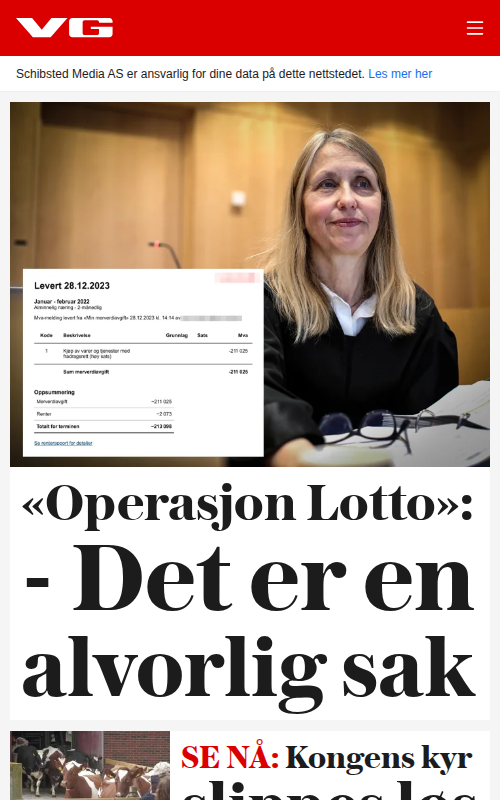 VG
Schibsted Media AS er ansvarlig for dine data på dette nettstedet. Les mer her
Levert 28.12.2023
Januar - februar 2022
Alminnelig næring - 2-månedlig
Mva-melding levert fra «Min merverdiavgift» 28.12.2023 kl. 14.14 av
Kode Beskrivelse Grunnlag Sats Mva
1 Kjøp av varer og tjenester med -211 025
fradragsrett (høy sats)
Sum merverdiavgift -211 025
Oppsummering
Merverdiavgift −211 025
Renter −2 073
Totalt for terminen −213 098
Se renterapport for detaljer
«Operasjon Lotto»:
- Det er en
alvorlig sak
SE NÅ: Kongens kyr
slippes løs